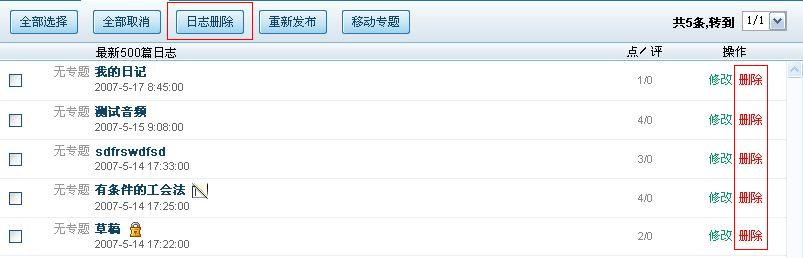 全部选择 全部取消 日志删除 重新发布 移动专题 共5条,转到 1/1
最新500篇日志 点/评 操作
无专题 我的日记 1/0 修改 删除
2007-5-17 8:45:00
无专题 测试音频 4/0 修改 删除
2007-5-15 9:08:00
无专题 sdfrswdfsd 3/0 修改 删除
2007-5-14 17:33:00
无专题 有条件的工会法 4/0 修改 删除
2007-5-14 17:25:00
无专题 草稿 2/0 修改 删除
2007-5-14 17:22:00